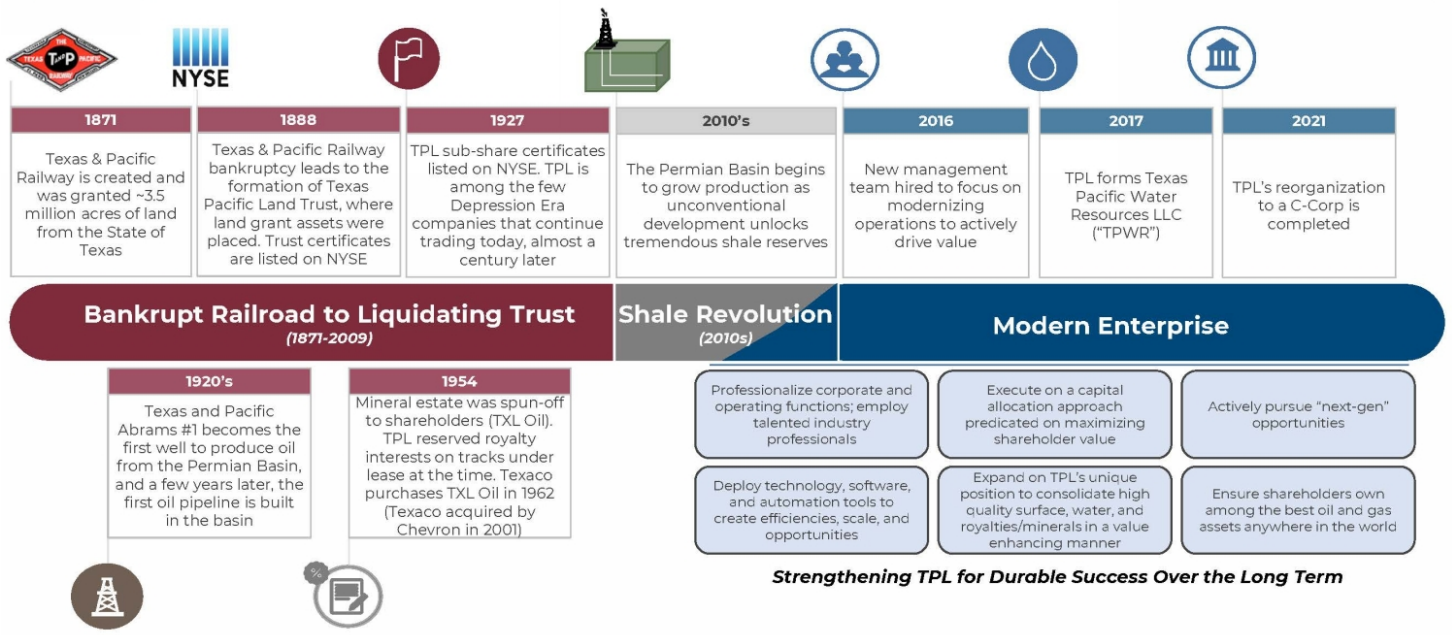 THE
TEXAS T AND P PACIFIC
RAILWAY
NYSE
1871
Texas & Pacific
Railway is created and
was granted ~3.5
million acres of land
from the State of
Texas
1888
Texas & Pacific Railway
bankruptcy leads to the
formation of Texas
Pacific Land Trust, where
land grant assets were
placed. Trust certificates
are listed on NYSE
1927
TPL sub-share certificates
listed on NYSE. TPL is
among the few
Depression Era
companies that continue
trading today, almost a
century later
2010's
The Permian Basin begins
to grow production as
unconventional
development unlocks
tremendous shale reserves
2016
New management
team hired to focus on
modernizing
operations to actively
drive value
2017
TPL forms Texas
Pacific Water
Resources LLC
(“TPWR”)
2021
TPL’s reorganization
to a C-Corp is
completed
Bankrupt Railroad to Liquidating Trust
(1871-2009)
Shale Revolution
(2010s)
Modern Enterprise
1920's
Texas and Pacific
Abrams #1 becomes the
first well to produce oil
from the Permian Basin,
and a few years later, the
first oil pipeline is built
in the basin
1954
Mineral estate was spun-off
to shareholders (TXL Oil).
TPL reserved royalty
interests on tracks under
lease at the time. Texaco
purchases TXL Oil in 1962
(Texaco acquired by
Chevron in 2001)
%
Professionalize corporate and
operating functions; employ
talented industry
professionals
Execute on a capital
allocation approach
predicated on maximizing
shareholder value
Actively pursue “next-gen”
opportunities
Deploy technology, software,
and automation tools to
create efficiencies, scale, and
opportunities
Expand on TPL’s unique
position to consolidate high
quality surface, water, and
royalties/minerals in a value
enhancing manner
Ensure shareholders own
among the best oil and gas
assets anywhere in the world
Strengthening TPL for Durable Success Over the Long Term